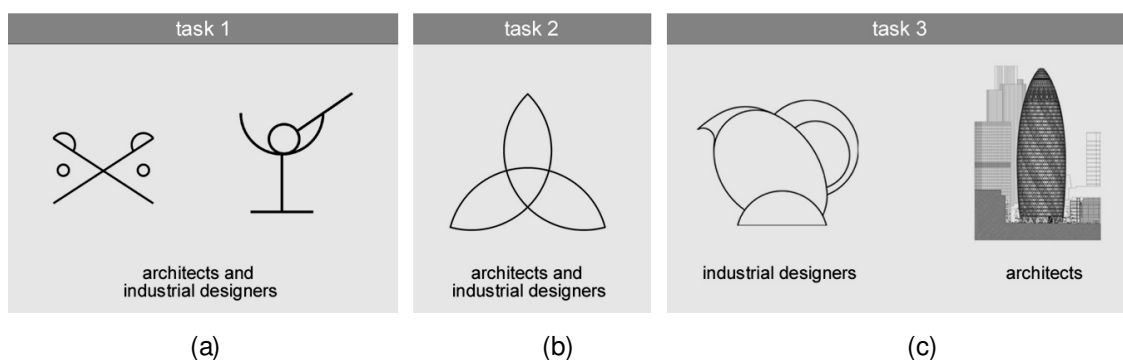 task 1
task 2
task 3
architects and
industrial designers
architects and
industrial designers
industrial designers
architects
(a)
(b)
(c)